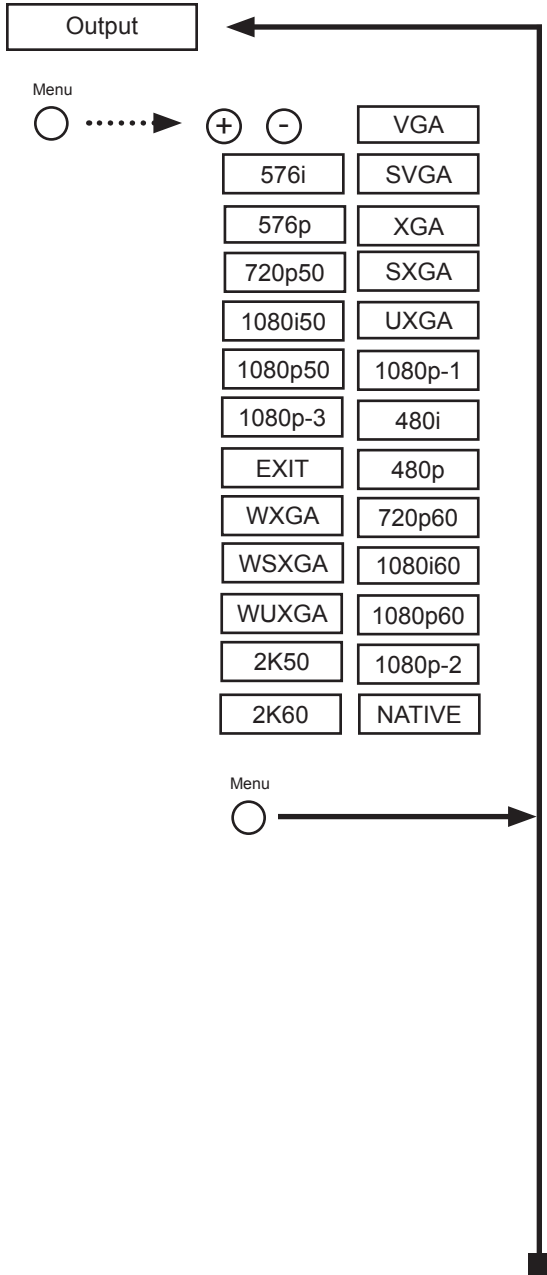 Output
Menu
+ - VGA
576i SVGA
576p XGA
720p50 SXGA
1080i50 UXGA
1080p50 1080p-1
1080p-3 480i
EXIT 480p
WXGA 720p60
WSXGA 1080i60
WUXGA 1080p60
2K50 1080p-2
2K60 NATIVE
Menu